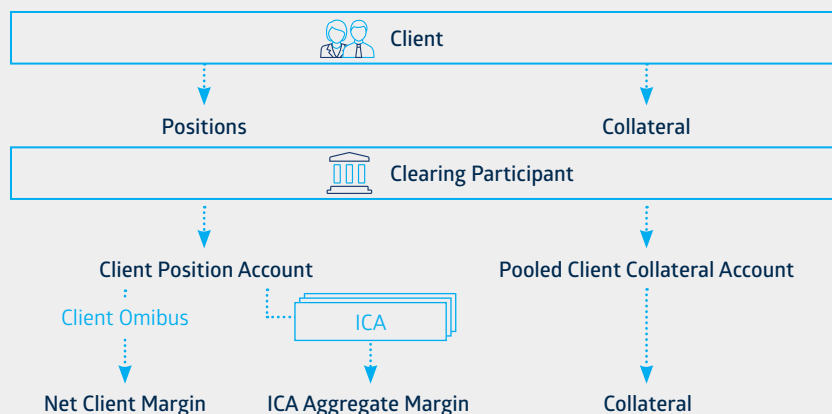 Client
Positions
Collateral
Clearing Participant
Client Position Account
Pooled Client Collateral Account
Client Omibus
ICA
Net Client Margin
ICA Aggregate Margin
Collateral